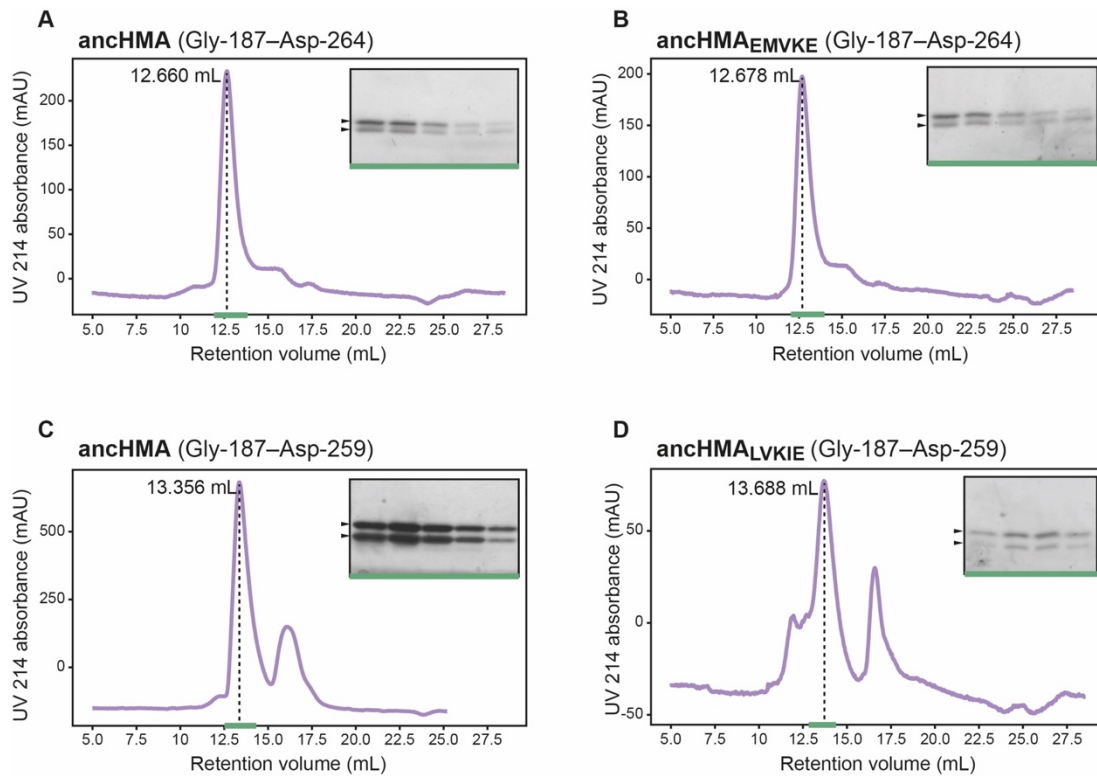 A
ancHMA (Gly-187–Asp-264)
12.660 mL
UV 214 absorbance (mAU)
200
150
100
50
0
5.0 7.5 10.0 12.5 15.0 17.5 20.0 22.5 25.0 27.5
Retention volume (mL)
B
ancHMAEMVKE (Gly-187–Asp-264)
12.678 mL
UV 214 absorbance (mAU)
200
150
100
50
0
5.0 7.5 10.0 12.5 15.0 17.5 20.0 22.5 25.0 27.5
Retention volume (mL)
C
ancHMA (Gly-187–Asp-259)
13.356 mL
UV 214 absorbance (mAU)
500
250
0
5.0 7.5 10.0 12.5 15.0 17.5 20.0 22.5 25.0 27.5
Retention volume (mL)
D
ancHMALVKIE (Gly-187–Asp-259)
13.688 mL
UV 214 absorbance (mAU)
50
0
-50
5.0 7.5 10.0 12.5 15.0 17.5 20.0 22.5 25.0 27.5
Retention volume (mL)